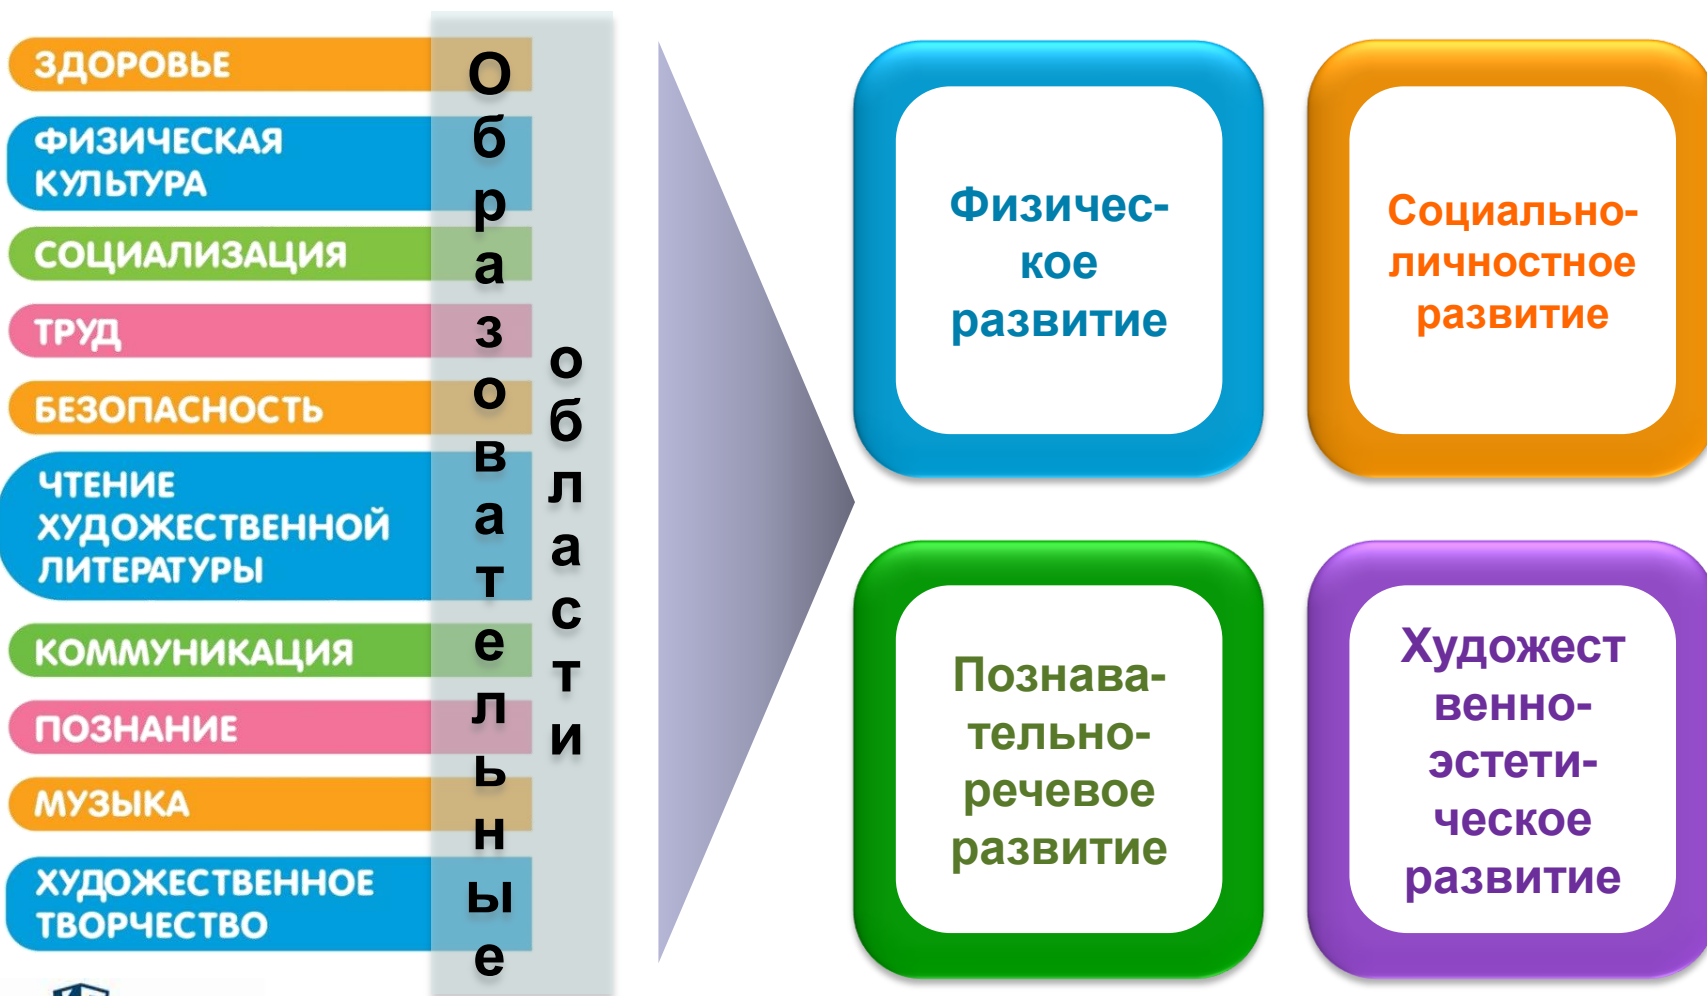 ЗДОРОВЬЕ
ФИЗИЧЕСКАЯ
КУЛЬТУРА
СОЦИАЛИЗАЦИЯ
ТРУД
БЕЗОПАСНОСТЬ
ЧТЕНИЕ
ХУДОЖЕСТВЕННОЙ
ЛИТЕРАТУРЫ
КОММУНИКАЦИЯ
ПОЗНАНИЕ
МУЗЫКА
ХУДОЖЕСТВЕННОЕ
ТВОРЧЕСТВО
Образовательные
области
Физичес-
кое
развитие
Социально-
личностное
развитие
Познава-
тельно-
речевое
развитие
Художест
венно-
эстети-
ческое
развитие